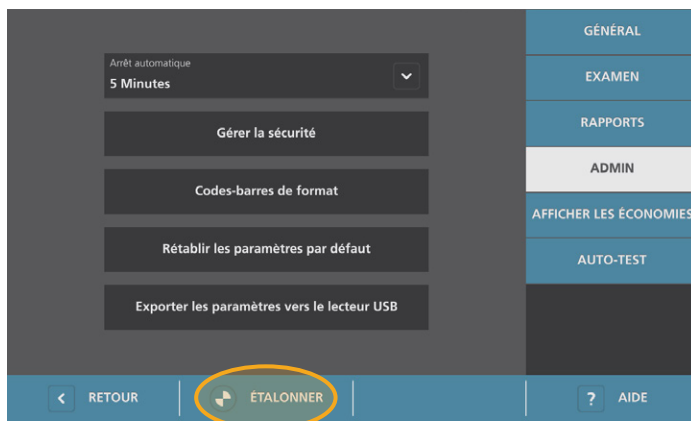 Arrêt automatique
5 Minutes
Gérer la sécurité
Codes-barres de format
Rétablir les paramètres par défaut
Exporter les paramètres vers le lecteur USB
GÉNÉRAL
EXAMEN
RAPPORTS
ADMIN
AFFICHER LES ÉCONOMIES
AUTO-TEST
< RETOUR
ÉTALONNER
? AIDE